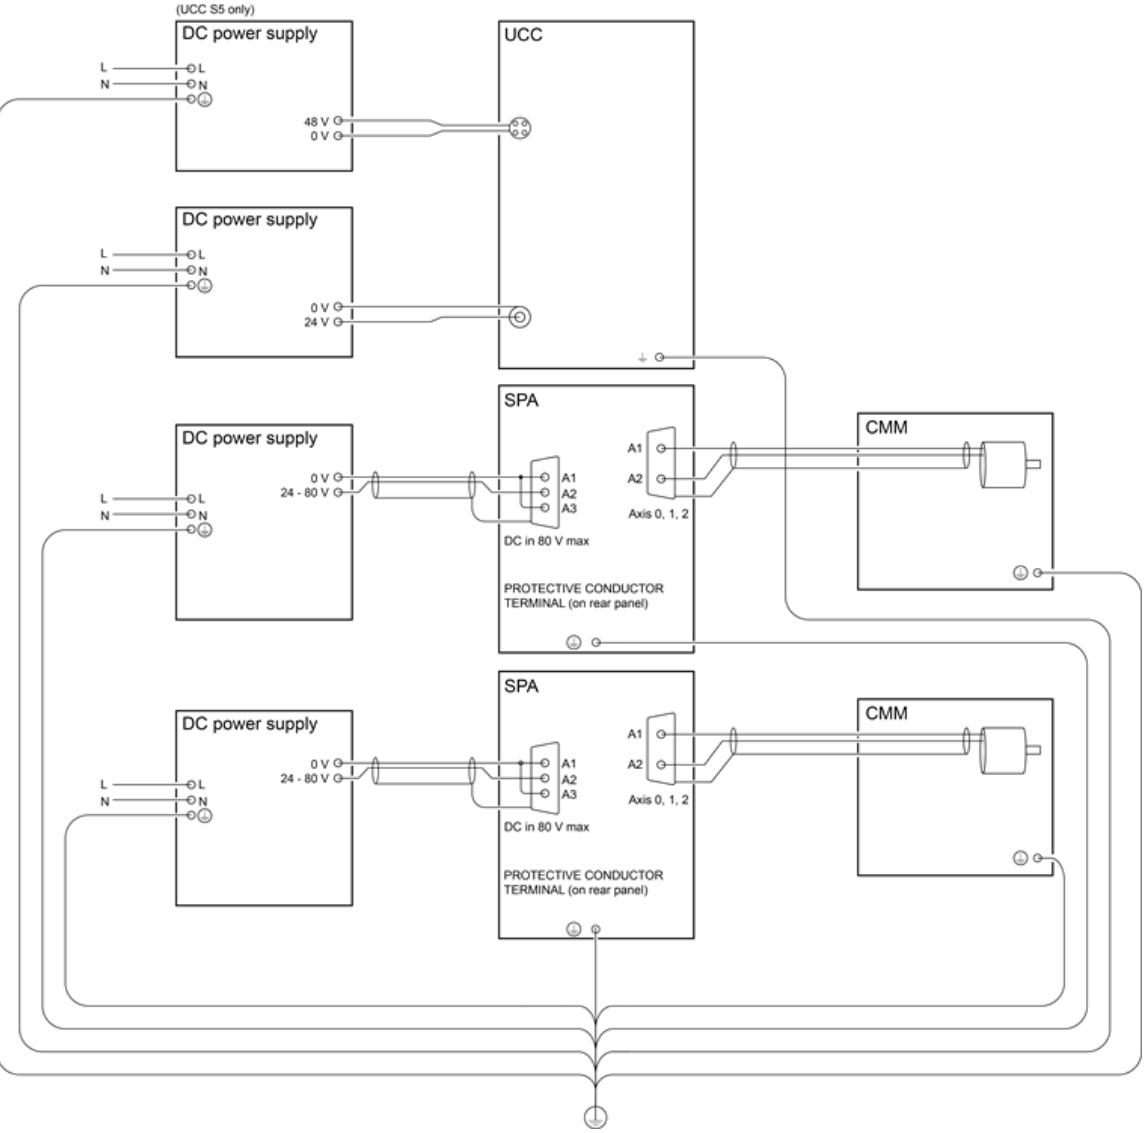 (UCC S5 only)
DC power supply
L L
N N
48 V
0 V
UCC
DC power supply
L L
N N
0 V
24 V
SPA
A1
A2
Axis 0, 1, 2
A1
A2
A3
DC in 80 V max
PROTECTIVE CONDUCTOR
TERMINAL (on rear panel)
CMM
DC power supply
0 V
24 - 80 V
L L
N N
SPA
A1
A2
Axis 0, 1, 2
A1
A2
A3
DC in 80 V max
PROTECTIVE CONDUCTOR
TERMINAL (on rear panel)
CMM
DC power supply
0 V
24 - 80 V
L L
N N